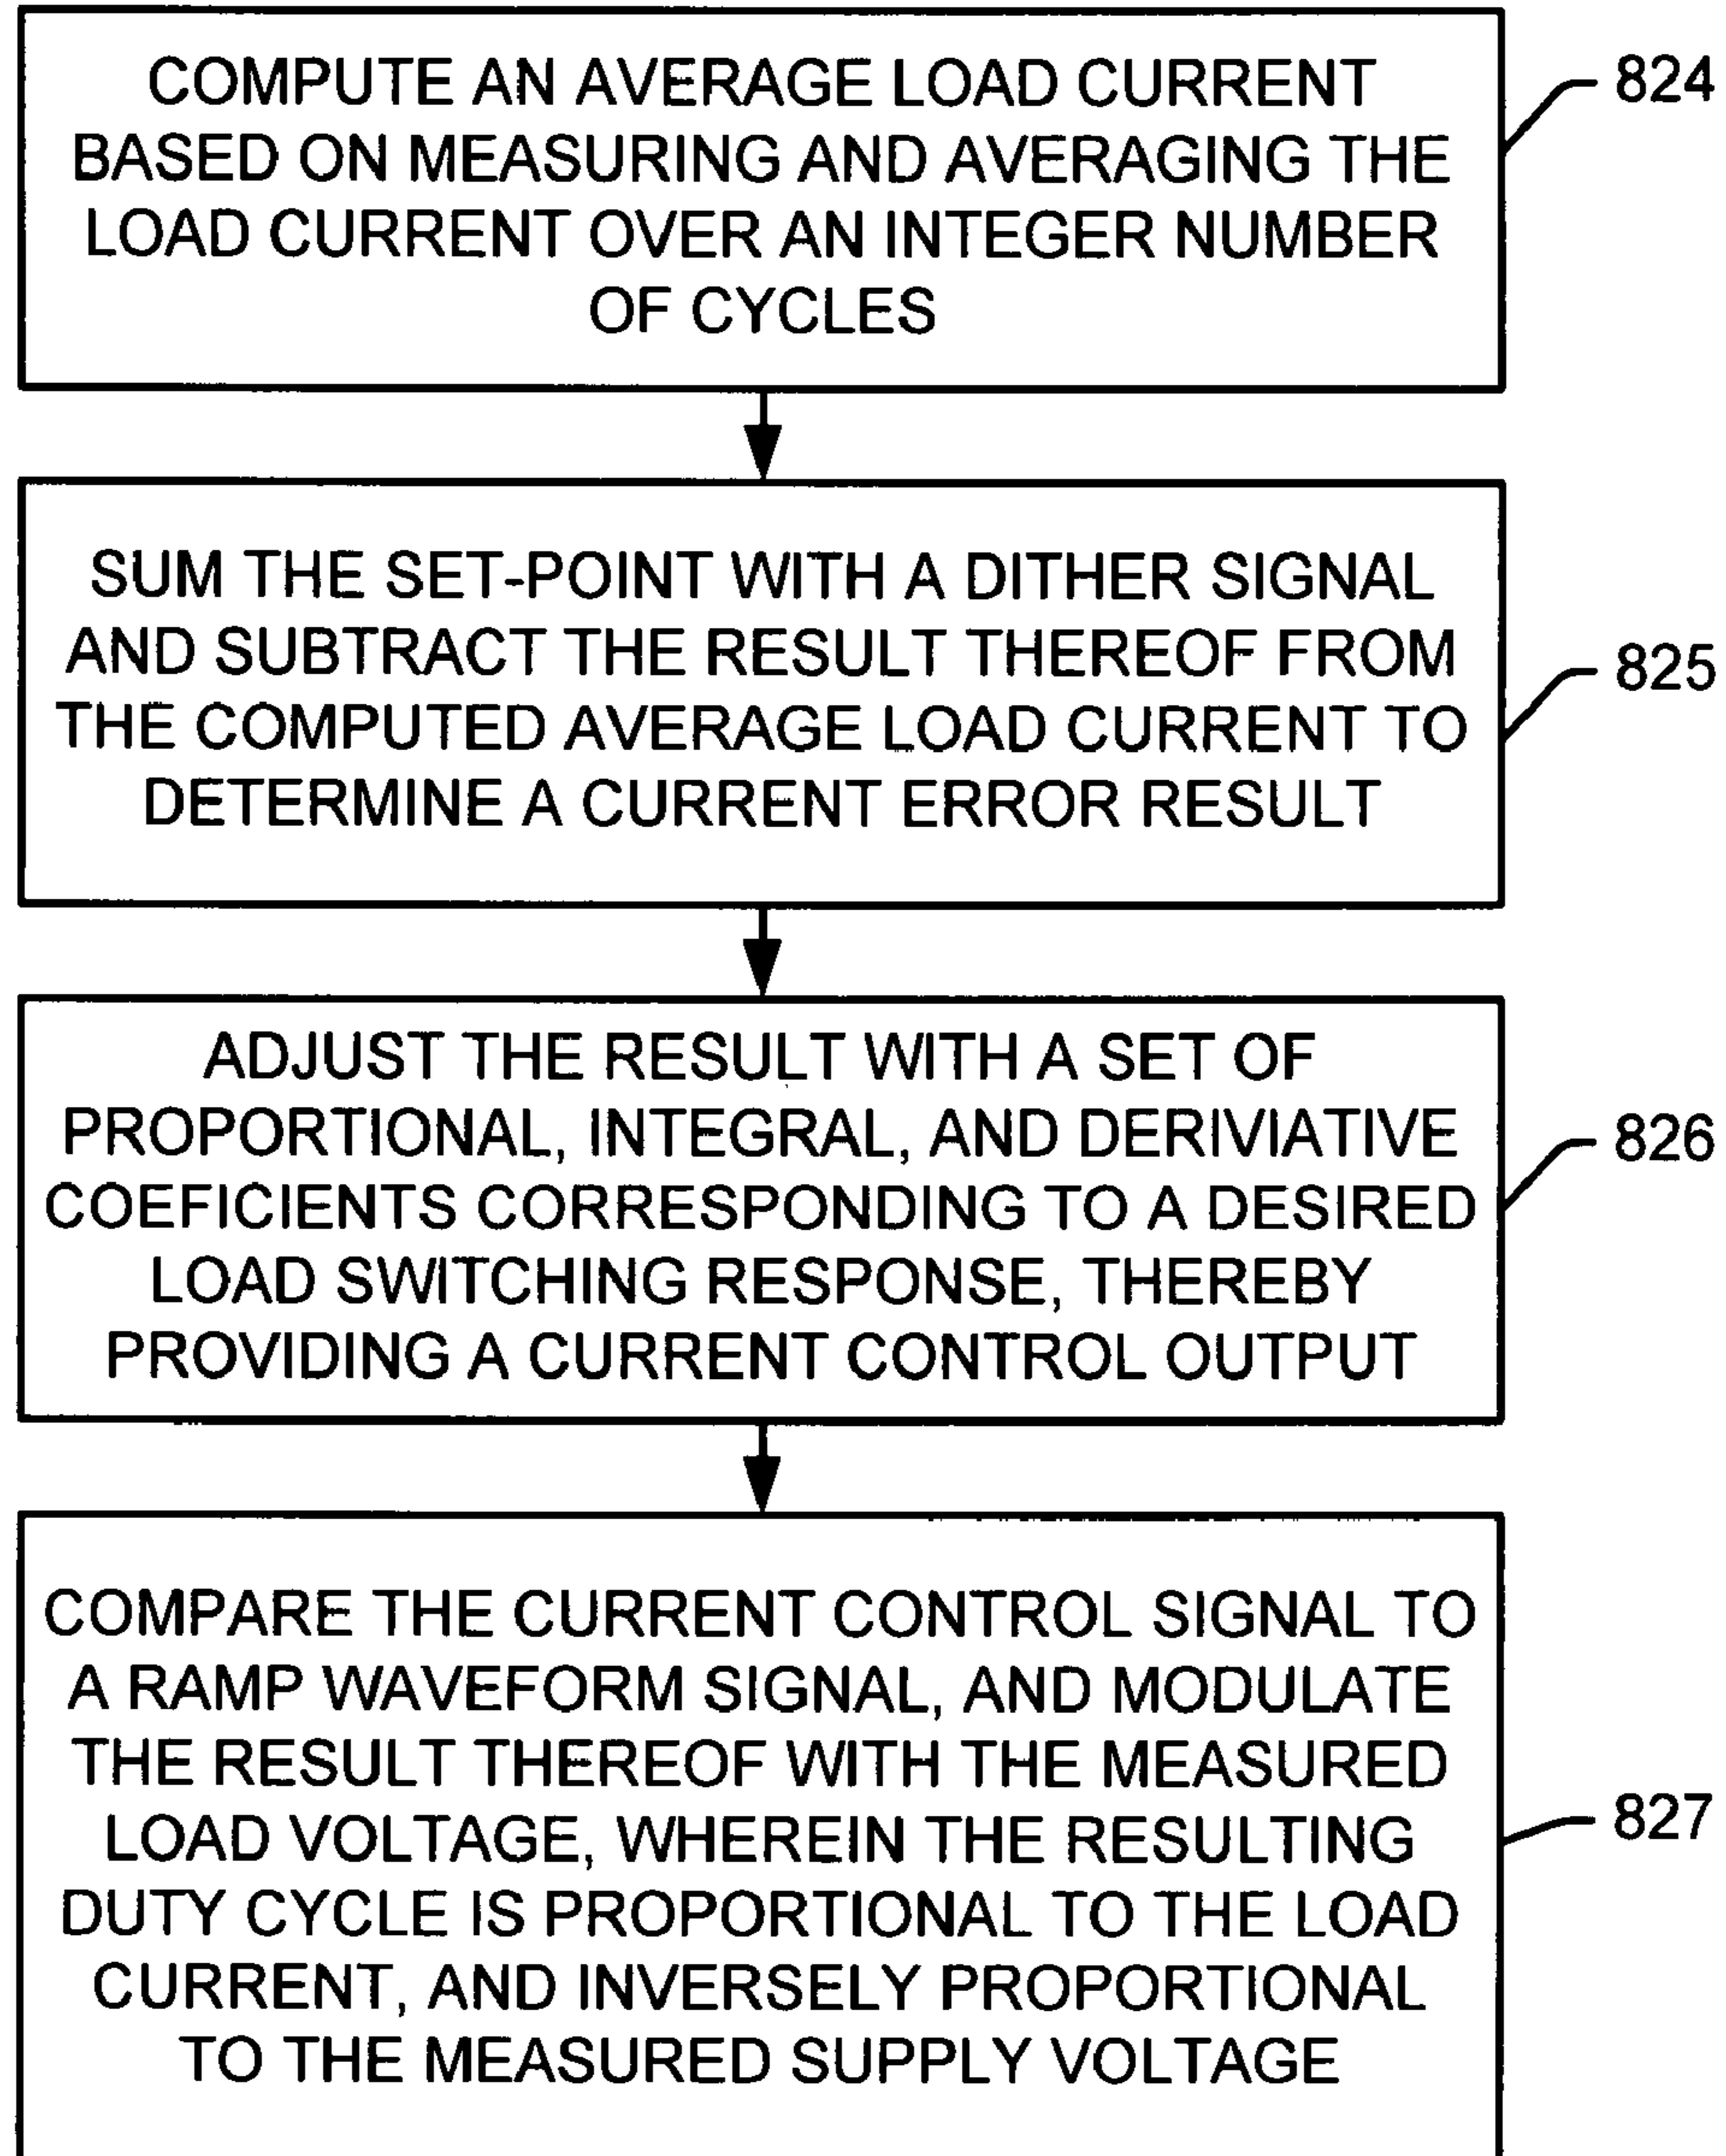 COMPUTE AN AVERAGE LOAD CURRENT
BASED ON MEASURING AND AVERAGING THE
LOAD CURRENT OVER AN INTEGER NUMBER
OF CYCLES
824
SUM THE SET-POINT WITH A DITHER SIGNAL
AND SUBTRACT THE RESULT THEREOF FROM
THE COMPUTED AVERAGE LOAD CURRENT TO
DETERMINE A CURRENT ERROR RESULT
825
ADJUST THE RESULT WITH A SET OF
PROPORTIONAL, INTEGRAL, AND DERIVIATIVE
COEFICIENTS CORRESPONDING TO A DESIRED
LOAD SWITCHING RESPONSE, THEREBY
PROVIDING A CURRENT CONTROL OUTPUT
826
COMPARE THE CURRENT CONTROL SIGNAL TO
A RAMP WAVEFORM SIGNAL, AND MODULATE
THE RESULT THEREOF WITH THE MEASURED
LOAD VOLTAGE, WHEREIN THE RESULTING
DUTY CYCLE IS PROPORTIONAL TO THE LOAD
CURRENT, AND INVERSELY PROPORTIONAL
TO THE MEASURED SUPPLY VOLTAGE
827